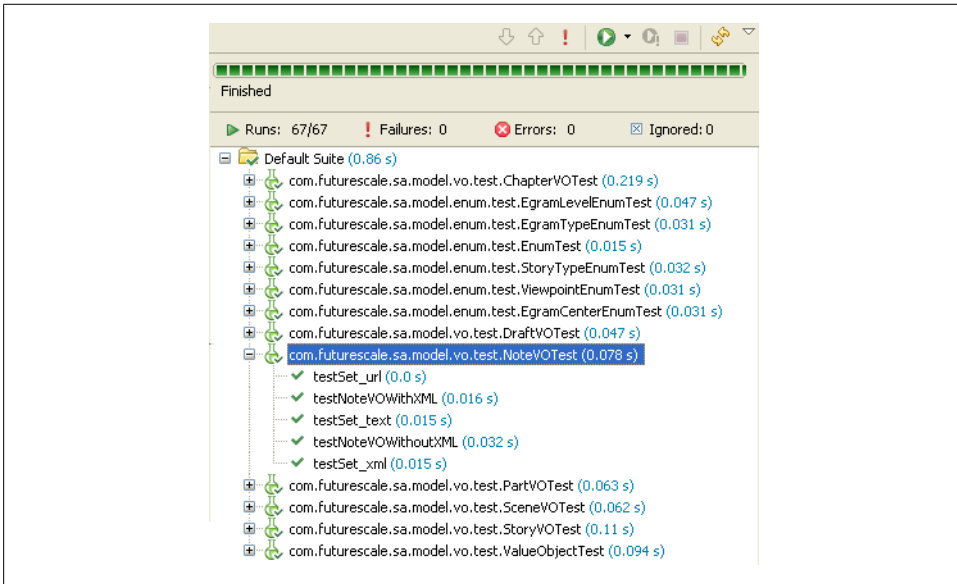 Finished
Runs: 67/67 Failures: 0 Errors: 0 Ignored: 0
Default Suite (0.86 s)
com.futurescale.sa.model.vo.test.ChapterVOTest (0.219 s)
com.futurescale.sa.model.enum.test.EgramLevelEnumTest (0.047 s)
com.futurescale.sa.model.enum.test.EgramTypeEnumTest (0.031 s)
com.futurescale.sa.model.enum.test.EnumTest (0.015 s)
com.futurescale.sa.model.enum.test.StoryTypeEnumTest (0.032 s)
com.futurescale.sa.model.enum.test.ViewpointEnumTest (0.031 s)
com.futurescale.sa.model.enum.test.EgramCenterEnumTest (0.031 s)
com.futurescale.sa.model.vo.test.DraftVOTest (0.047 s)
com.futurescale.sa.model.vo.test.NoteVOTest (0.078 s)
testSet_url (0.0 s)
testNoteVOWithXML (0.016 s)
testSet_text (0.015 s)
testNoteVOWithoutXML (0.032 s)
testSet_xml (0.015 s)
com.futurescale.sa.model.vo.test.PartVOTest (0.063 s)
com.futurescale.sa.model.vo.test.SceneVOTest (0.062 s)
com.futurescale.sa.model.vo.test.StoryVOTest (0.11 s)
com.futurescale.sa.model.vo.test.ValueObjectTest (0.094 s)